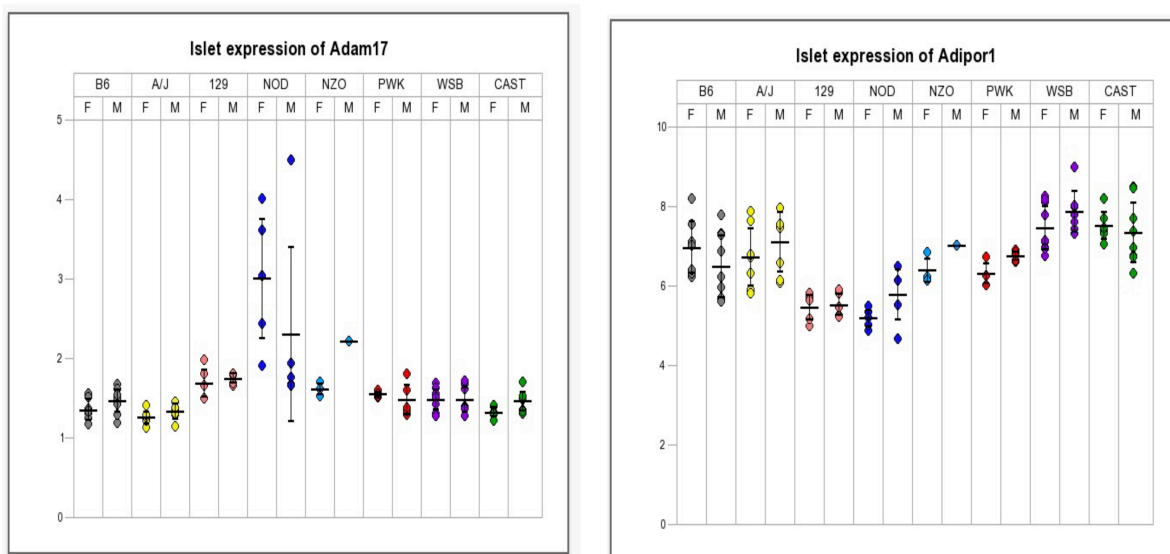 Islet expression of Adam17
B6 A/J 129 NOD NZO PWK WSB CAST
F M F M F M F M F M F M F M F M
5
4
3
2
1
0
Islet expression of Adipor1
B6 A/J 129 NOD NZO PWK WSB CAST
F M F M F M F M F M F M F M F M
10
8
6
4
2
0